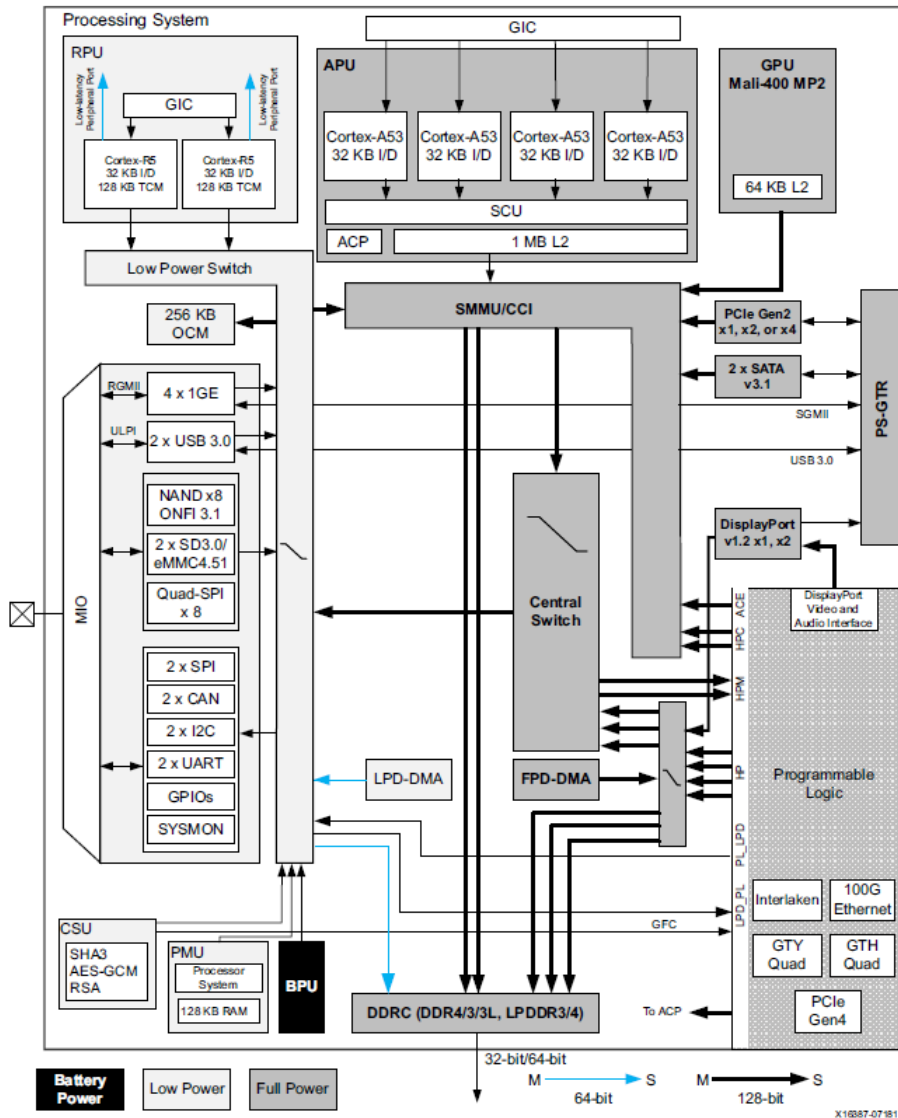 Processing System
RPU
Low-latency
Peripheral Port
GIC
Low-latency
Peripheral Port
Cortex-R5
32 KB I/D
128 KB TCM
Cortex-R5
32 KB I/D
128 KB TCM
GIC
APU
Cortex-A53
32 KB I/D
Cortex-A53
32 KB I/D
Cortex-A53
32 KB I/D
Cortex-A53
32 KB I/D
SCU
ACP
1 MB L2
GPU
Mali-400 MP2
64 KB L2
Low Power Switch
256 KB
OCM
SMMU/CCI
PCIe Gen2
x1, x2, or x4
2 x SATA
v3.1
PS-GTR
SGMII
USB 3.0
RGMII
4 x 1GE
ULPI
2 x USB 3.0
NAND x8
ONFI 3.1
2 x SD3.0/
eMMC4.51
Quad-SPI
x 8
MIO
2 x SPI
2 x CAN
2 x I2C
2 x UART
GPIOs
SYSMON
Central
Switch
DisplayPort
v1.2 x1, x2
DisplayPort
Video and
Audio Interface
ACE
HPC
HPM
HP
PL_LPD
LPD_PL
LPD-DMA
FPD-DMA
Programmable
Logic
Interlaken
100G
Ethernet
GTY
Quad
GTH
Quad
PCIe
Gen4
GFC
To ACP
CSU
SHA3
AES-GCM
RSA
PMU
Processor
System
128 KB RAM
BPU
DDRC (DDR4/3/3L, LPDDR3/4)
32-bit/64-bit
Battery
Power
Low Power
Full Power
M
S
64-bit
M
S
128-bit
X16387-07181